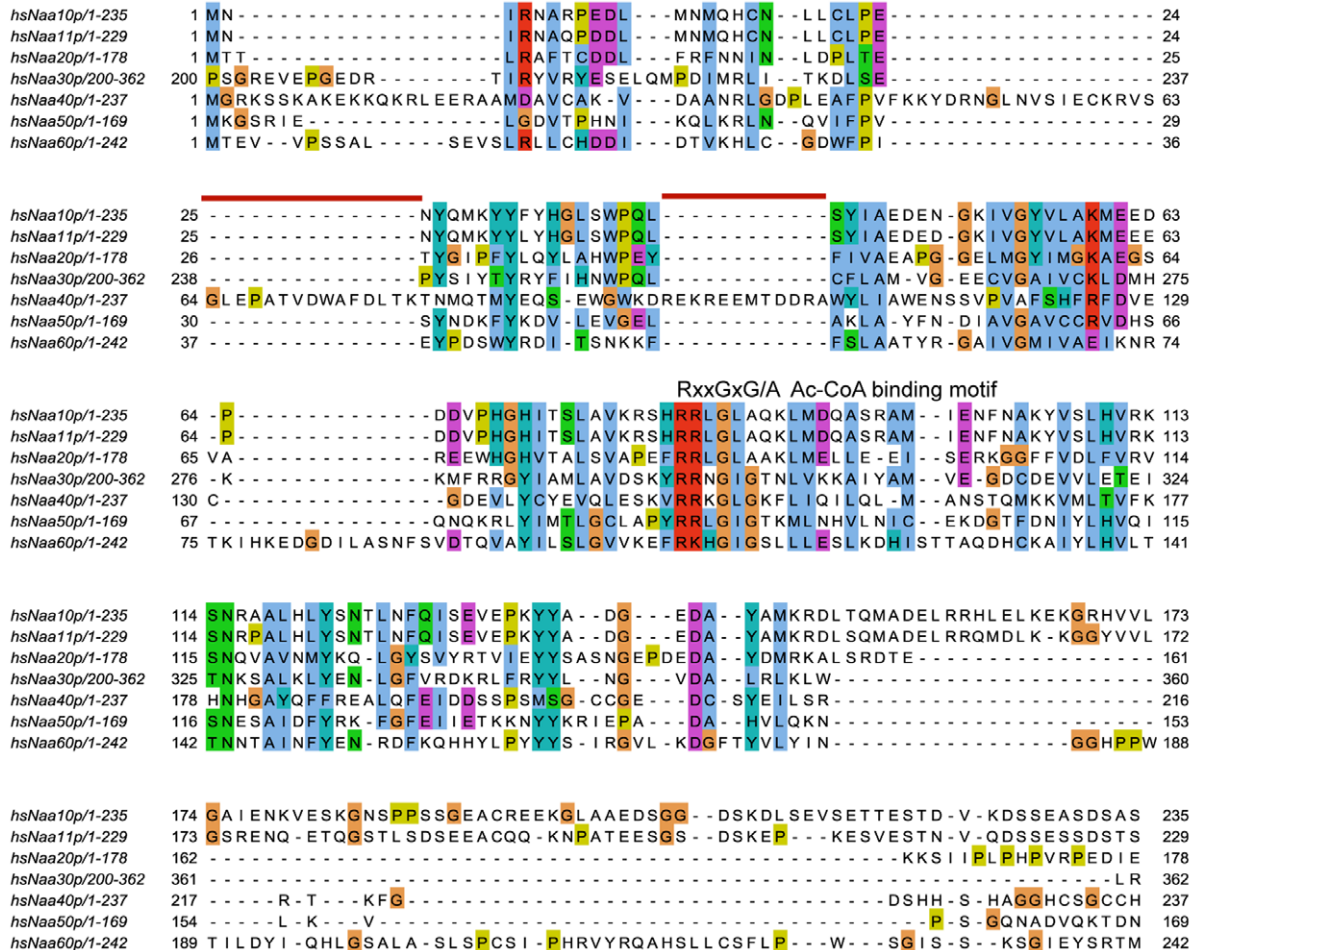 hsNaa10p/1-235 1 MN-------------------IRNARPEDL---MNMQHCN--LLCLPE------------------- 24
hsNaa11p/1-229 1 MN-------------------IRNAQPDDL---MNMQHCN--LLCLPE------------------- 24
hsNaa20p/1-178 1 MTT------------------LRAFTCDDL---FRFNNIN--LDPLTE------------------- 25
hsNaa30p/200-362 200 PSGREVEPGEDR--------TIRYVRYESELQMPDIMRLI--TKDLSE------------------- 237
hsNaa40p/1-237 1 MGRKSSKAKEKKQKRLEERAAMDAVCAK-V---DAANRLGDPLEAFPVFKKYDRNGLNVSIECKRVS 63
hsNaa50p/1-169 1 MKGSRIE--------------LGDVTPHNI---KQLKRLN--QVIFPV------------------- 29
hsNaa60p/1-242 1 MTEV--VPSSAL-----SEVSLRLLCHDDI---DTVKHLC--GDWFPI------------------- 36
hsNaa10p/1-235 25 ---------------NYQMKYYFYHGLSWPQL------------SYIAEDEN-GKIVGYVLAKMEED 63
hsNaa11p/1-229 25 ---------------NYQMKYYLYHGLSWPQL------------SYIAEDED-GKIVGYVLAKMEEE 63
hsNaa20p/1-178 26 ---------------TYGIPFYLQYLAHWPEY------------FIVAEAPG-GELMGYIMGKAEGS 64
hsNaa30p/200-362 238 ---------------PYSIYTYRYFIHNWPQL------------CFLAM-VG-EECVGAIVCKLDMH 275
hsNaa40p/1-237 64 GLEPATVDWAFDLTKTNMQTMYEQS-EWGWKDREKREEMTDDRAWYLIAWENSSVPVAFSHFRFDVE 129
hsNaa50p/1-169 30 ---------------SYNDKFYKDV-LEVGEL------------AKLA-YFN-DIAVGAVCCRVDHS 66
hsNaa60p/1-242 37 ---------------EYPDSWYRDI-TSNKKF------------FSLAATYR-GAIVGMIVAEIKNR 74
RxxGxG/A Ac-CoA binding motif
hsNaa10p/1-235 64 -P--------------DDVPHGHITSLAVKRSHRRLGLAQKLMDQASRAM--IENFNAKYVSLHVRK 113
hsNaa11p/1-229 64 -P--------------DDVPHGHITSLAVKRSHRRLGLAQKLMDQASRAM--IENFNAKYVSLHVRK 113
hsNaa20p/1-178 65 VA--------------REEWHGHVTALSVAPEFRRLGLAAKLMELLE-EI--SERKGGFFVDLFVRV 114
hsNaa30p/200-362 276 -K--------------KMFRRGYIAMLAVDSKYRRNGIGTNLVKKAIYAM--VE-GDCDEVVLETEI 324
hsNaa40p/1-237 130 C----------------GDEVLYCYEVQLESKVRRKGLGKFLIQILQL-M--ANSTQMKKVMLTVFK 177
hsNaa50p/1-169 67 ----------------QNQKRLYIMTLGCLAPYRRLGIGTKMLNHVLNIC--EKDGTFDNIYLHVQI 115
hsNaa60p/1-242 75 TKIHKEDGDILASNFSVDTQVAYILSLGVVKEFRKHGIGSLLLESLKDHISTTAQDHCKAIYLHVLT 141
hsNaa10p/1-235 114 SNRAALHLYSNTLNFQISEVEPKYYA--DG---EDA--YAMKRDLTQMADELRRHLELKEKGRHVVL 173
hsNaa11p/1-229 114 SNRPALHLYSNTLNFQISEVEPKYYA--DG---EDA--YAMKRDLSQMADELRRQMDLK-KGGYVVL 172
hsNaa20p/1-178 115 SNQVAVNMYKQ-LGYSVYRTVIEYYSASNGEPDEDA--YDMRKALSRDTE----------------- 161
hsNaa30p/200-362 325 TNKSALKLYEN-LGFVRDKRLFRYYL--NG---VDA--LRLKLW----------------------- 360
hsNaa40p/1-237 178 HNHGAYQFFREALQFEIDDSSPSMSG-CCGE---DC-SYEILSR----------------------- 216
hsNaa50p/1-169 116 SNESAIDFYRK-FGFEIIETKKNYYKRIEPA---DA--HVLQKN----------------------- 153
hsNaa60p/1-242 142 TNNTAINFYEN-RDFKQHHYLPYYYS-IRGVL-KDGFTYVLYIN-----------------GGHPPW 188
hsNaa10p/1-235 174 GAIENKVESKGNSPPSSGEACREEKGLAAEDSGG--DSKDLSEVSETTESTD-V-KDSSEASDSAS 235
hsNaa11p/1-229 173 GSRENQ-ETQGSTLSDSEEACQQ-KNPATEESGS--DSKEP---KESVESTN-V-QDSSESSDSTS 229
hsNaa20p/1-178 162 -------------------------------------------------KKSIIPLPHPVRPEDIE 178
hsNaa30p/200-362 361 ----------------------------------------------------------------LR 362
hsNaa40p/1-237 217 -----R-T---KFG----------------------------------DSHH-S-HAGGHCSGCCH 237
hsNaa50p/1-169 154 -----L-K---V---------------------------------------P-S-GQNADVQKTDN 169
hsNaa60p/1-242 189 TILDYI-QHLGSALA-SLSPCSI-PHRVYRQAHSLLCSFLP---W---SGIS-S-KSGIEYSRTM 242